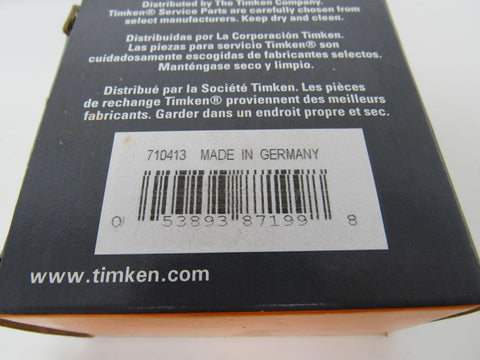 Distributed by The Timken Company.
Timken® Service Parts are carefully chosen from
select manufacturers. Keep dry and clean.
Distribuidas por La Corporación Timken.
Las piezas para servicio Timken® son
cuidadosamente escogidas de fabricantes selectos.
Manténgase seco y limpio.
Distribué par la Société Timken. Les pièces
de rechange Timken® proviennent des meilleurs
fabricants. Garder dans un endroit propre et sec.
710413 MADE IN GERMANY
0 53893 87199 8
www.timken.com